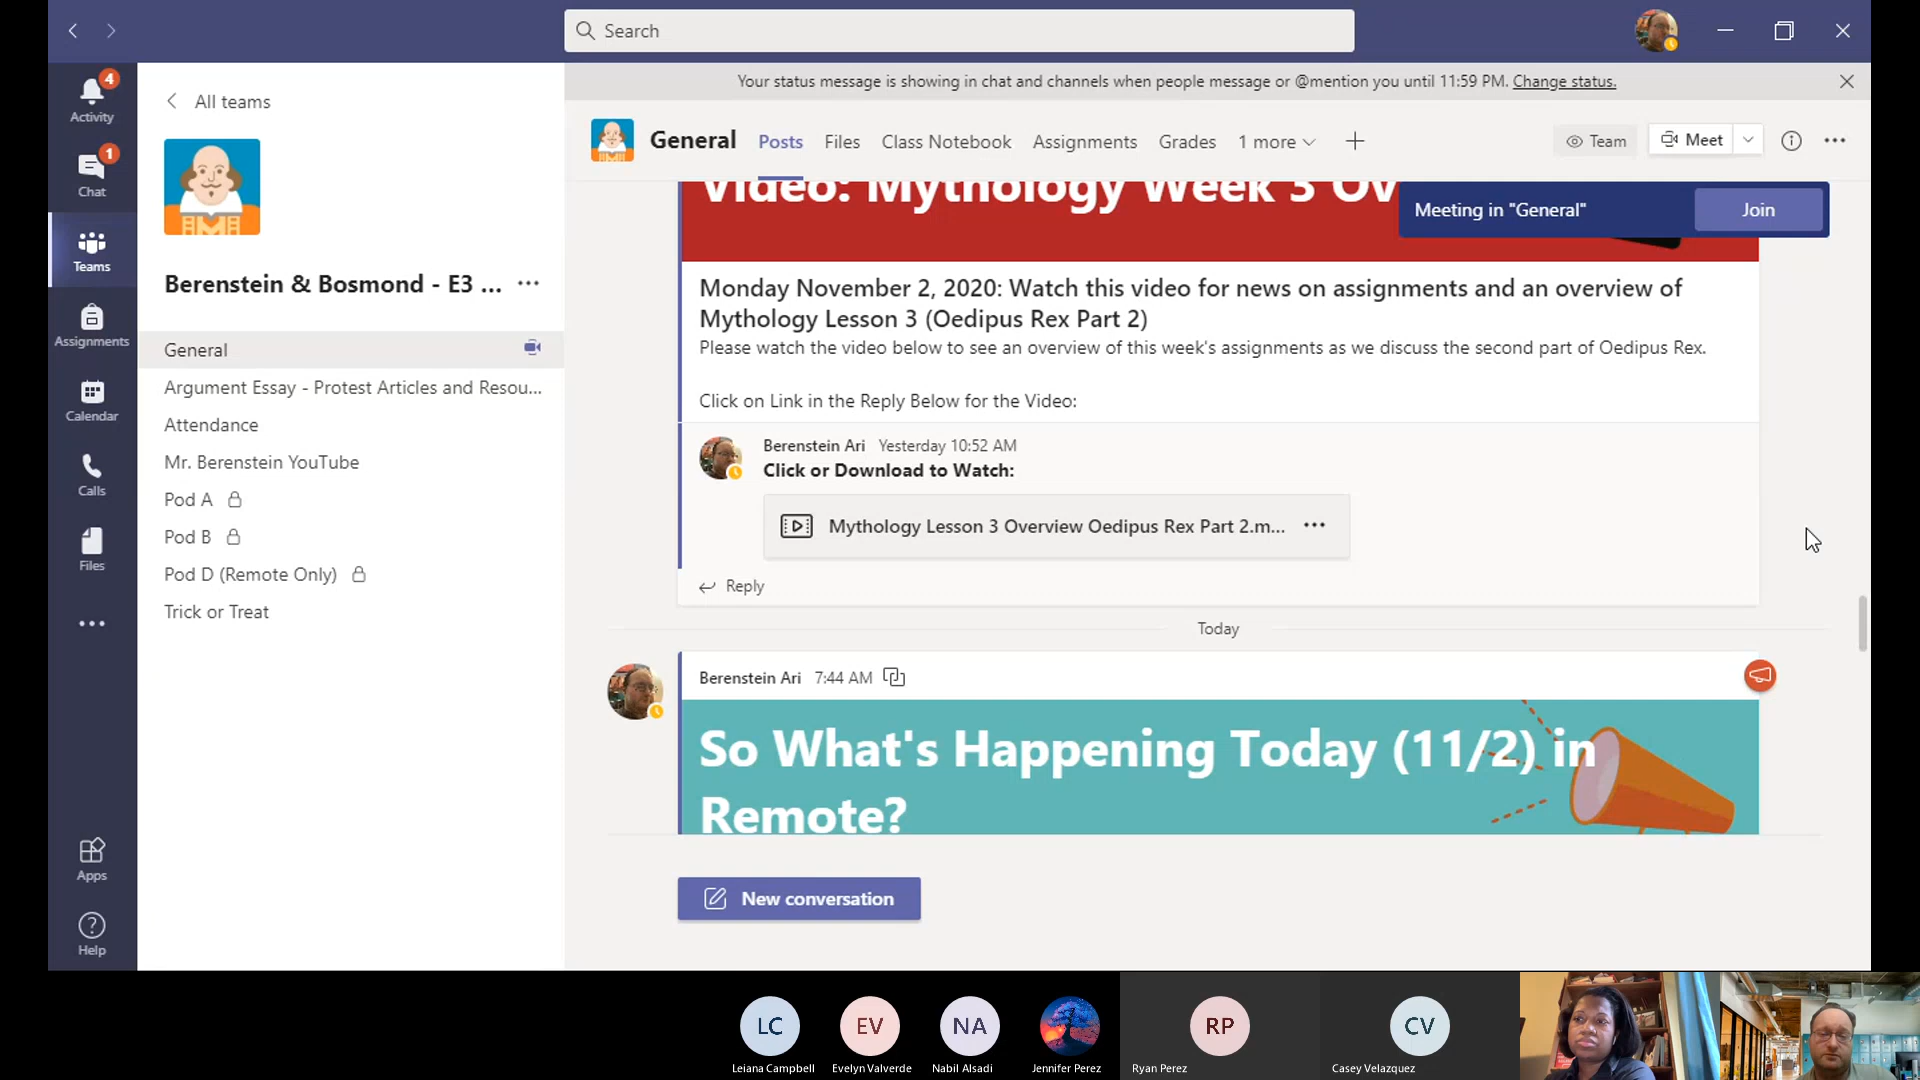 Search
Your status message is showing in chat and channels when people message or @mention you until 11:59 PM. Change status.
4
Activity
1
Chat
Teams
Assignments
Calendar
Calls
Files
Apps
Help
All teams
Berenstein & Bosmond - E3 ...
General
Argument Essay - Protest Articles and Resou...
Attendance
Mr. Berenstein YouTube
Pod A
Pod B
Pod D (Remote Only)
Trick or Treat
General Posts Files Class Notebook Assignments Grades 1 more
Team Meet
Video: Mythology Week 3 Ov
Meeting in "General" Join
Monday November 2, 2020: Watch this video for news on assignments and an overview of
Mythology Lesson 3 (Oedipus Rex Part 2)
Please watch the video below to see an overview of this week's assignments as we discuss the second part of Oedipus Rex.
Click on Link in the Reply Below for the Video:
Berenstein Ari Yesterday 10:52 AM
Click or Download to Watch:
Mythology Lesson 3 Overview Oedipus Rex Part 2.m...
Reply
Today
Berenstein Ari 7:44 AM
So What's Happening Today (11/2) in
Remote?
New conversation
LC EV NA RP CV
Leiana Campbell Evelyn Valverde Nabil Alsadi Jennifer Perez Ryan Perez Casey Velazquez